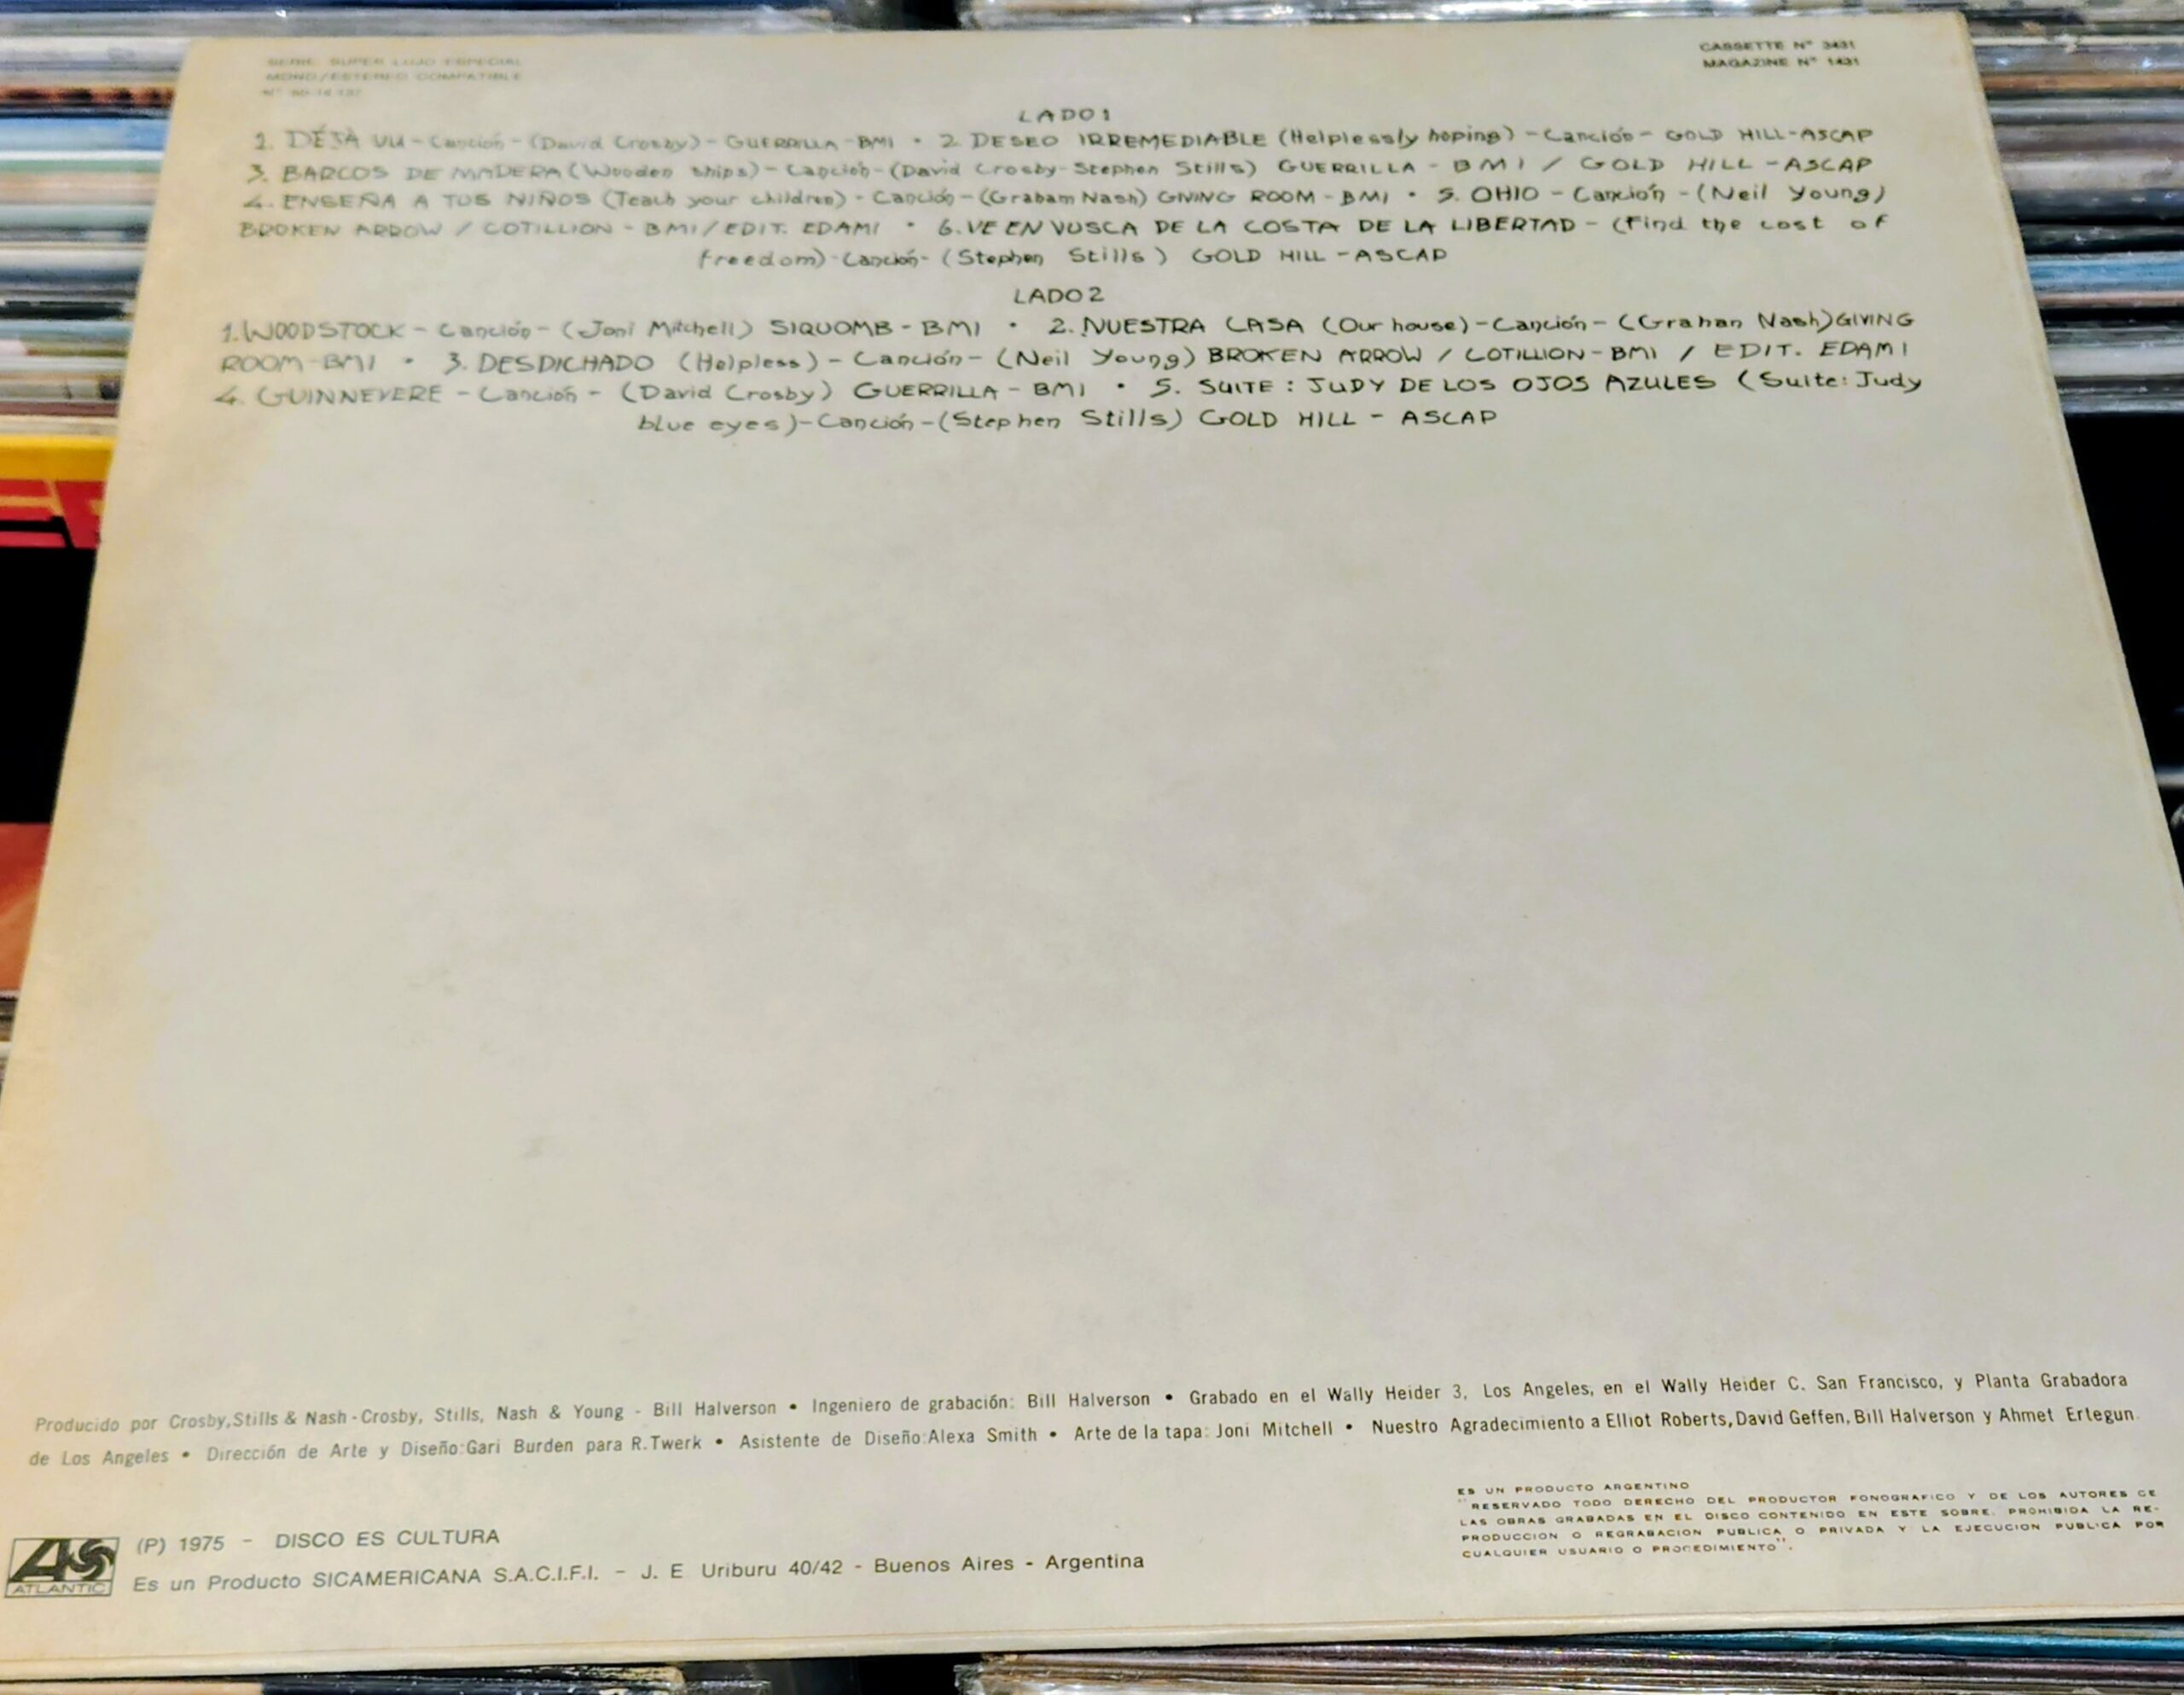 SERIE SUPER LUJO ESPECIAL
MONO/ESTEREO COMPATIBLE
CASSETTE Nº 3431
MAGAZINE Nº 1431
LADO 1
1. DÉJÀ VU - Canción - (David Crosby) - GUERRILLA - BMI • 2. DESEO IRREMEDIABLE (Helplessly hoping) - Canción - GOLD HILL - ASCAP
3. BARCOS DE MADERA (Wooden ships) - Canción - (David Crosby - Stephen Stills) GUERRILLA - BMI / GOLD HILL - ASCAP
4. ENSEÑA A TUS NIÑOS (Teach your children) - Canción - (Graham Nash) GIVING ROOM - BMI • 5. OHIO - Canción - (Neil Young)
BROKEN ARROW / COTILLION - BMI / EDIT. EDAMI • 6. VE EN VUSCA DE LA COSTA DE LA LIBERTAD - (Find the cost of
freedom) - Canción - (Stephen Stills) GOLD HILL - ASCAP
LADO 2
1. WOODSTOCK - Canción - (Joni Mitchell) SIQUOMB - BMI • 2. NUESTRA CASA (Our house) - Canción - (Grahan Nash) GIVING
ROOM - BMI • 3. DESDICHADO (Helpless) - Canción - (Neil Young) BROKEN ARROW / COTILLION - BMI / EDIT. EDAMI
4. GUINNEVERE - Canción - (David Crosby) GUERRILLA - BMI • 5. SUITE: JUDY DE LOS OJOS AZULES (Suite: Judy
blue eyes) - Canción - (Stephen Stills) GOLD HILL - ASCAP
Producido por Crosby, Stills & Nash - Crosby, Stills, Nash & Young - Bill Halverson • Ingeniero de grabación: Bill Halverson • Grabado en el Wally Heider 3, Los Angeles, en el Wally Heider C. San Francisco, y Planta Grabadora
de Los Angeles • Dirección de Arte y Diseño: Gari Burden para R. Twerk • Asistente de Diseño: Alexa Smith • Arte de la tapa: Joni Mitchell • Nuestro Agradecimiento a Elliot Roberts, David Geffen, Bill Halverson y Ahmet Ertegun.
ATLANTIC
(P) 1975 - DISCO ES CULTURA
Es un Producto SICAMERICANA S.A.C.I.F.I. - J. E Uriburu 40/42 - Buenos Aires - Argentina
ES UN PRODUCTO ARGENTINO
"RESERVADO TODO DERECHO DEL PRODUCTOR FONOGRAFICO Y DE LOS AUTORES DE
LAS OBRAS GRABADAS EN EL DISCO CONTENIDO EN ESTE SOBRE. PROHIBIDA LA RE-
PRODUCCION O REGRABACION PUBLICA O PRIVADA Y LA EJECUCION PUBLICA POR
CUALQUIER USUARIO O PROCEDIMIENTO".